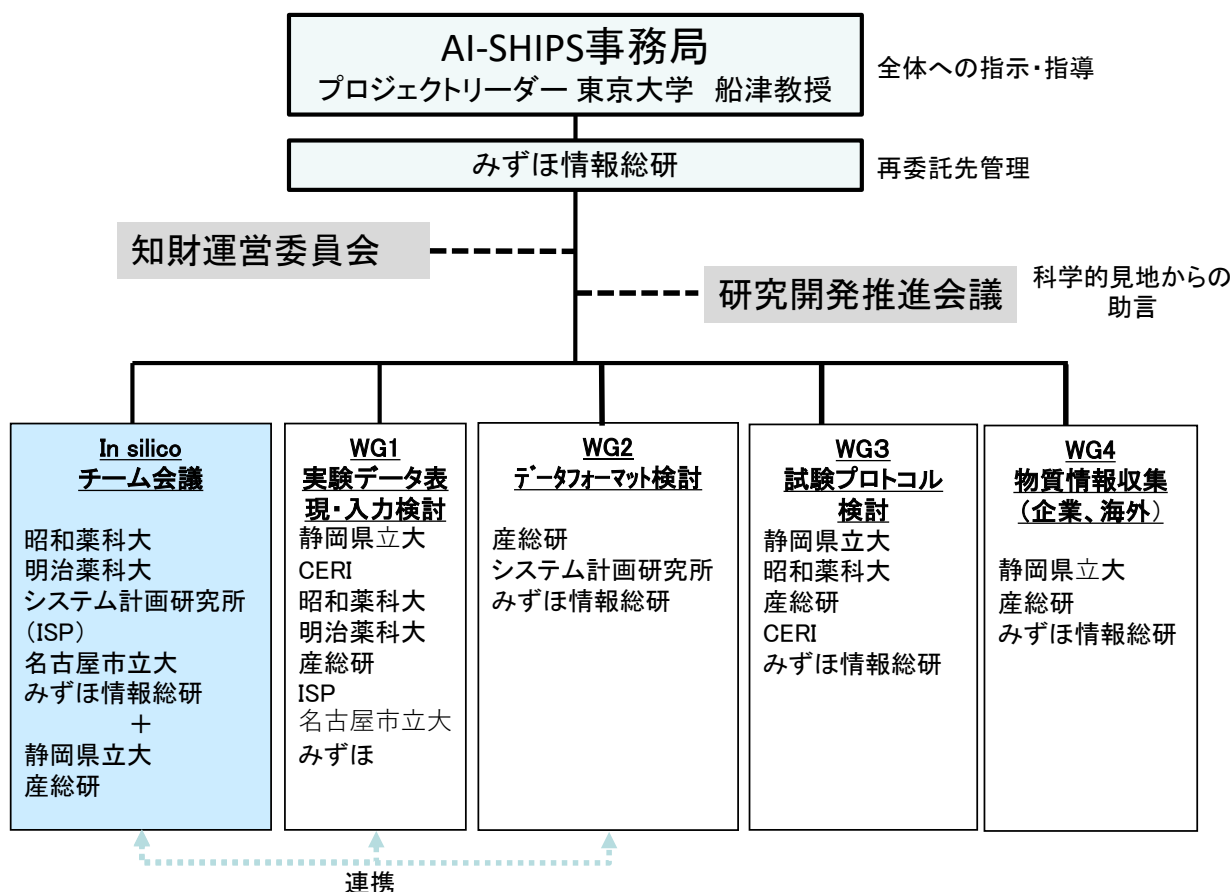 AI-SHIPS事務局
プロジェクトリーダー 東京大学　船津教授
全体への指示・指導
みずほ情報総研
再委託先管理
知財運営委員会
研究開発推進会議
科学的見地からの
助言
In silico
チーム会議
昭和薬科大
明治薬科大
システム計画研究所
(ISP)
名古屋市立大
みずほ情報総研
＋
静岡県立大
産総研
WG1
実験データ表
現・入力検討
静岡県立大
CERI
昭和薬科大
明治薬科大
産総研
ISP
名古屋市立大
みずほ
WG2
データフォーマット検討
産総研
システム計画研究所
みずほ情報総研
WG3
試験プロトコル
検討
静岡県立大
昭和薬科大
産総研
CERI
みずほ情報総研
WG4
物質情報収集
(企業、海外)
静岡県立大
産総研
みずほ情報総研
連携